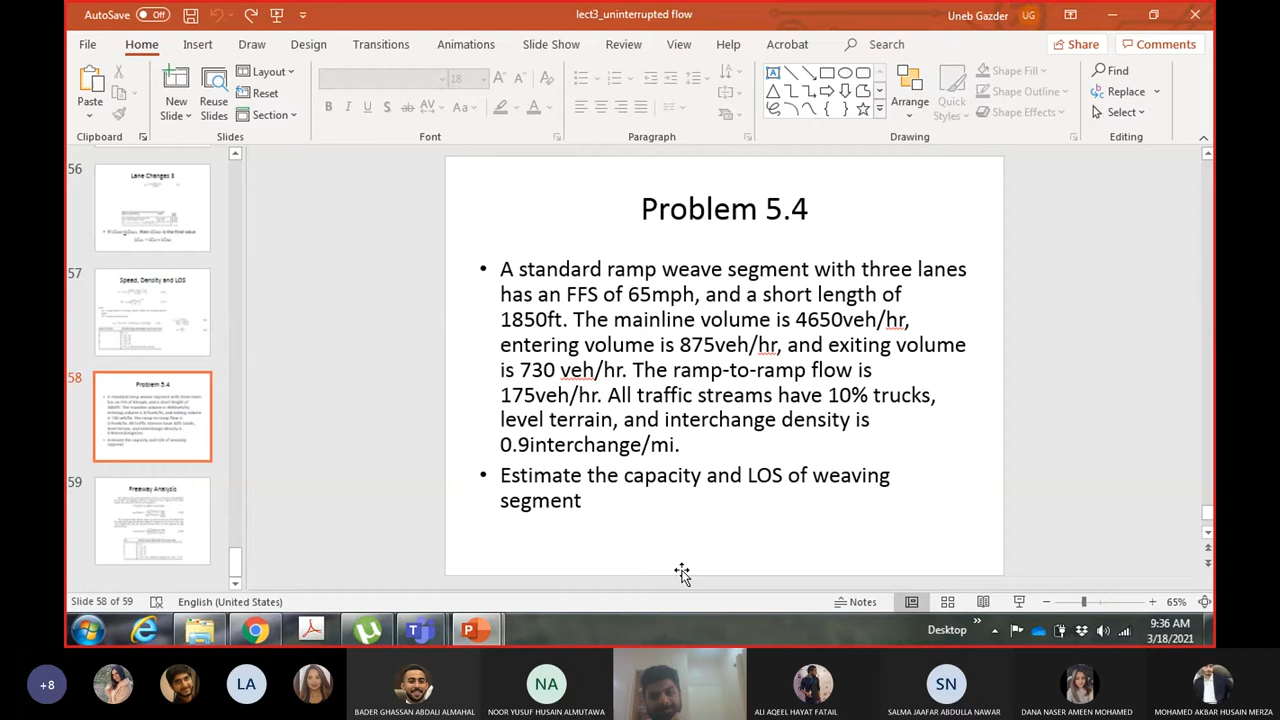 AutoSave Off
lect3_uninterrupted flow
Uneb Gazder UG
File Home Insert Draw Design Transitions Animations Slide Show Review View Help Acrobat Search Share Comments
Paste
New Slide
Reuse Slides
Layout
Reset
Section
18
Arrange
Quick Styles
Shape Fill
Shape Outline
Shape Effects
Find
Replace
Select
Clipboard Slides Font Paragraph Drawing Editing
56
Lane Changes 3
57
Speed, Density and LOS
58
Problem 5.4
59
Freeway Analysis
Problem 5.4
• A standard ramp weave segment with three lanes
has an FFS of 65mph, and a short length of
1850ft. The mainline volume is 4650veh/hr,
entering volume is 875veh/hr, and exiting volume
is 730 veh/hr. The ramp-to-ramp flow is
175veh/hr. All traffic streams have 10% trucks,
level terrain, and interchange density is
0.9interchange/mi.
• Estimate the capacity and LOS of weaving
segment
Slide 58 of 59 English (United States) Notes 65%
Desktop
9:36 AM
3/18/2021
+8
LA
NA
SN
BADER GHASSAN ABDALI ALMAHAL
NOOR YUSUF HUSAIN ALMUTAWA
ALI AQEEL HAYAT FATAIL
SALMA JAAFAR ABDULLA NAWAR
DANA NASER AMEEN MOHAMED
MOHAMED AKBAR HUSAIN MERZA